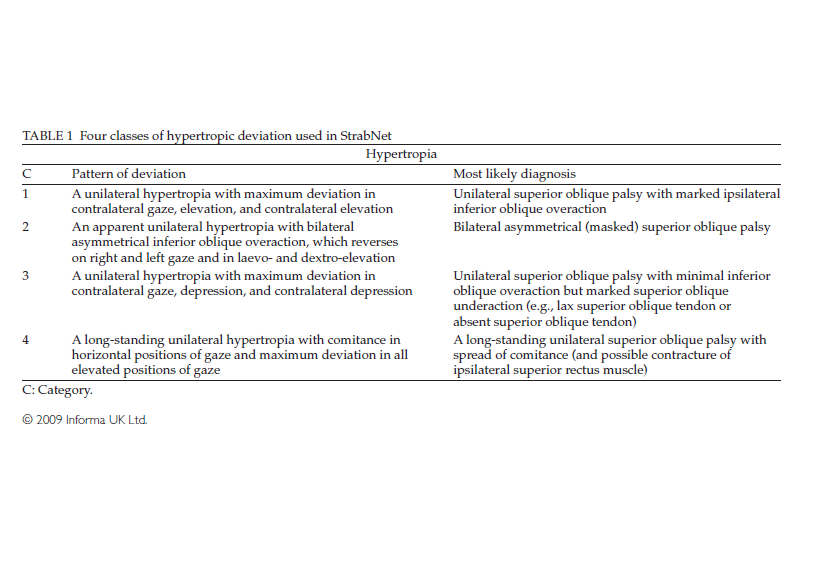 TABLE 1 Four classes of hypertropic deviation used in StrabNet
Hypertropia
C Pattern of deviation Most likely diagnosis
1 A unilateral hypertropia with maximum deviation in Unilateral superior oblique palsy with marked ipsilateral
contralateral gaze, elevation, and contralateral elevation inferior oblique overaction
2 An apparent unilateral hypertropia with bilateral Bilateral asymmetrical (masked) superior oblique palsy
asymmetrical inferior oblique overaction, which reverses
on right and left gaze and in laevo- and dextro-elevation
3 A unilateral hypertropia with maximum deviation in Unilateral superior oblique palsy with minimal inferior
contralateral gaze, depression, and contralateral depression oblique overaction but marked superior oblique
underaction (e.g., lax superior oblique tendon or
absent superior oblique tendon)
4 A long-standing unilateral hypertropia with comitance in A long-standing unilateral superior oblique palsy with
horizontal positions of gaze and maximum deviation in all spread of comitance (and possible contracture of
elevated positions of gaze ipsilateral superior rectus muscle)
C: Category.
© 2009 Informa UK Ltd.